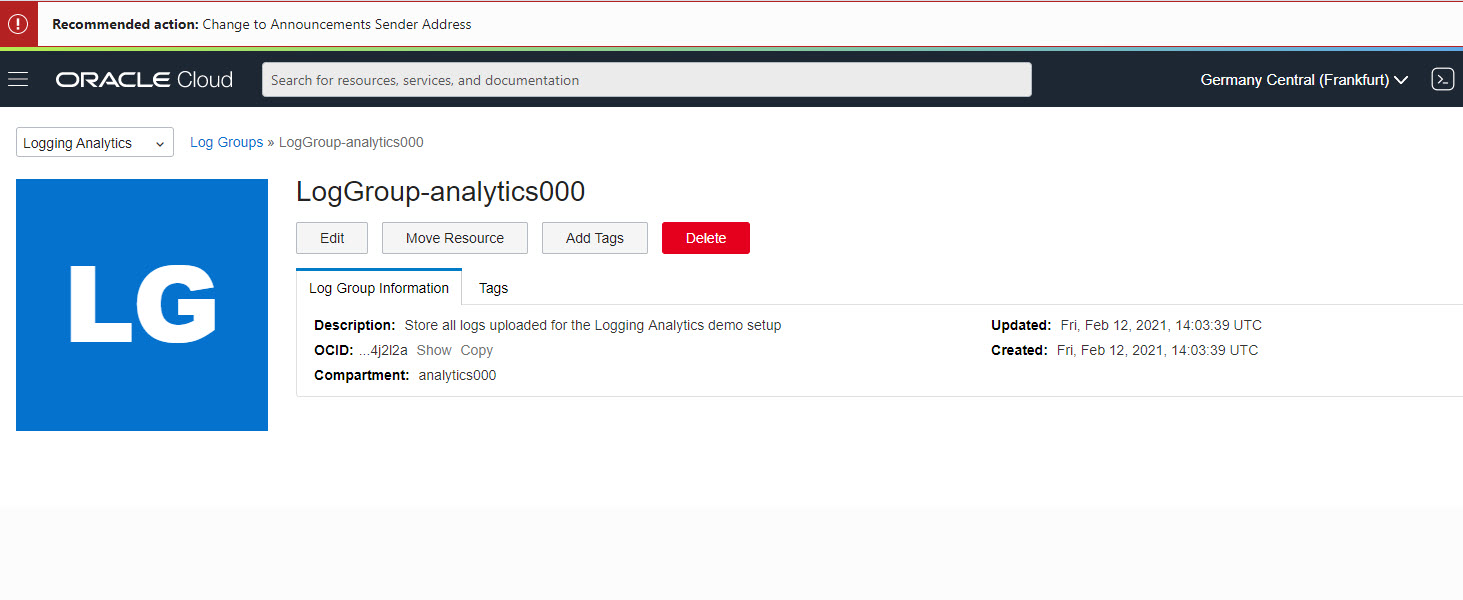 Recommended action: Change to Announcements Sender Address
ORACLE Cloud
Search for resources, services, and documentation
Germany Central (Frankfurt)
Logging Analytics
Log Groups » LogGroup-analytics000
LG
LogGroup-analytics000
Edit
Move Resource
Add Tags
Delete
Log Group Information
Tags
Description: Store all logs uploaded for the Logging Analytics demo setup
OCID: ...4j2l2a Show Copy
Compartment: analytics000
Updated: Fri, Feb 12, 2021, 14:03:39 UTC
Created: Fri, Feb 12, 2021, 14:03:39 UTC